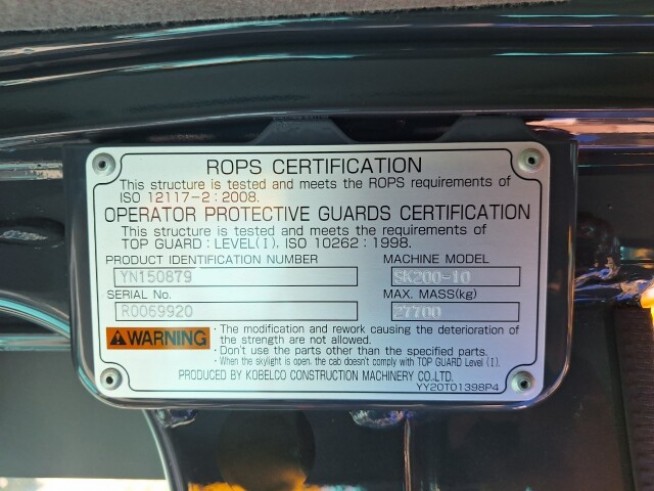 ROPS CERTIFICATION
This structure is tested and meets the ROPS requirements of
ISO 12117-2 : 2008.
OPERATOR PROTECTIVE GUARDS CERTIFICATION
This structure is tested and meets the requirements of
TOP GUARD : LEVEL(I). ISO 10262 : 1998.
PRODUCT IDENTIFICATION NUMBER MACHINE MODEL
YN150879 SK200-10
SERIAL No. MAX. MASS(kg)
R0069920 27700
WARNING
· The modification and rework causing the deterioration of
the strength are not allowed.
· Don't use the parts other than the specified parts.
· When the skylight is open, the cab doesn't comply with TOP GUARD Level (I).
PRODUCED BY KOBELCO CONSTRUCTION MACHINERY CO.LTD.
YY20T01398P4